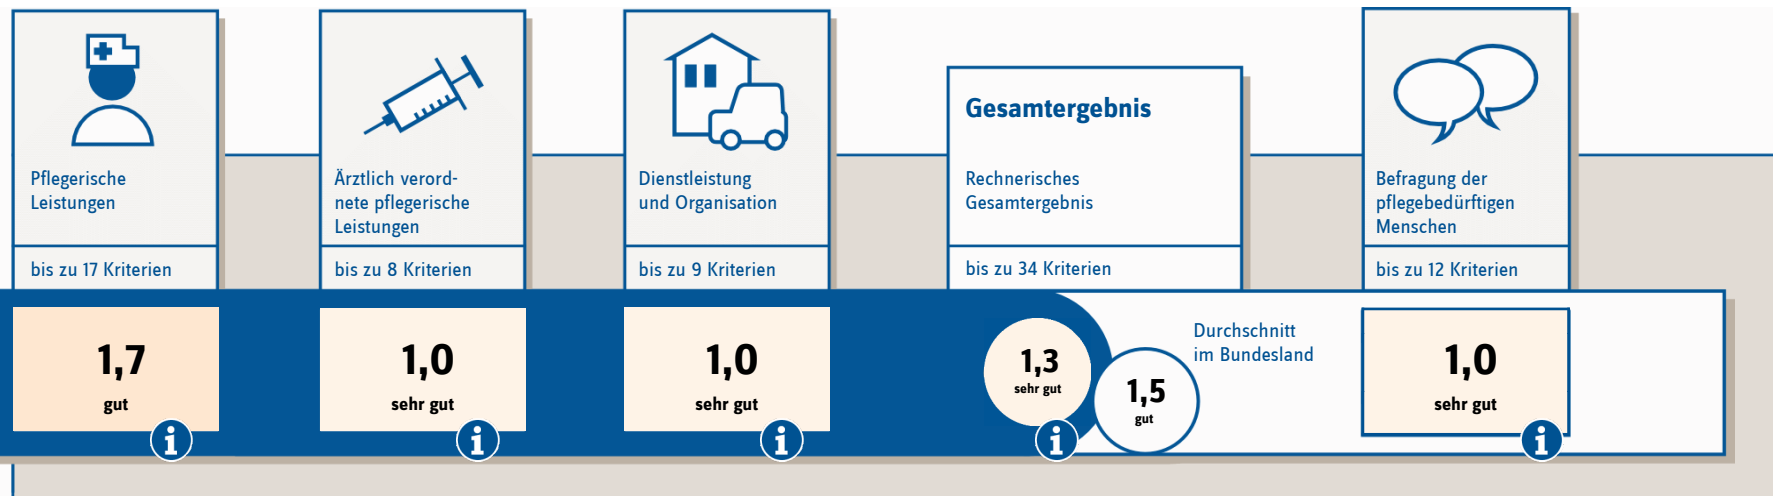 Pflegerische
Leistungen
bis zu 17 Kriterien
1,7
gut
i
Ärztlich verord-
nete pflegerische
Leistungen
bis zu 8 Kriterien
1,0
sehr gut
i
Dienstleistung
und Organisation
bis zu 9 Kriterien
1,0
sehr gut
i
Gesamtergebnis
Rechnerisches
Gesamtergebnis
bis zu 34 Kriterien
1,3
sehr gut
i
1,5
gut
Durchschnitt
im Bundesland
Befragung der
pflegebedürftigen
Menschen
bis zu 12 Kriterien
1,0
sehr gut
i